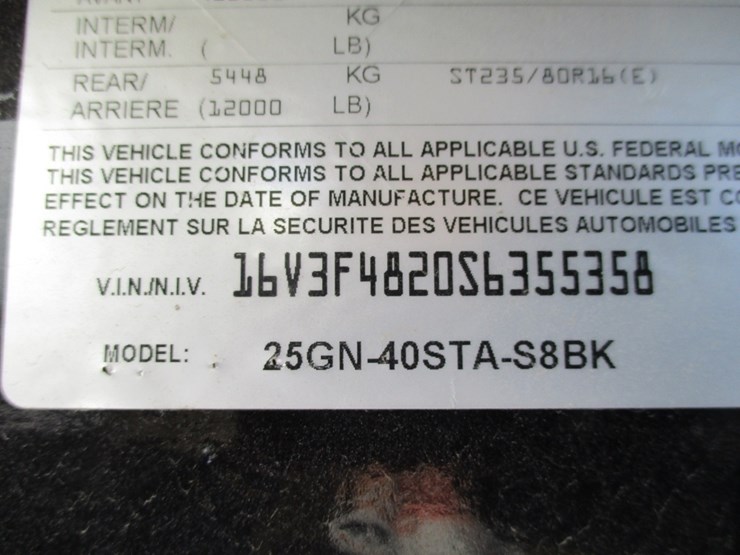 INTERM/ KG
INTERM. ( LB)
REAR/ 5448 KG ST235/80R16(E)
ARRIERE (12000 LB)
THIS VEHICLE CONFORMS TO ALL APPLICABLE U.S. FEDERAL
THIS VEHICLE CONFORMS TO ALL APPLICABLE STANDARDS PRE
EFFECT ON THE DATE OF MANUFACTURE. CE VEHICULE EST
REGLEMENT SUR LA SECURITE DES VEHICULES AUTOMOBILES
V.I.N./N.I.V. 16V3F4820S6355358
MODEL: 25GN-40STA-S8BK